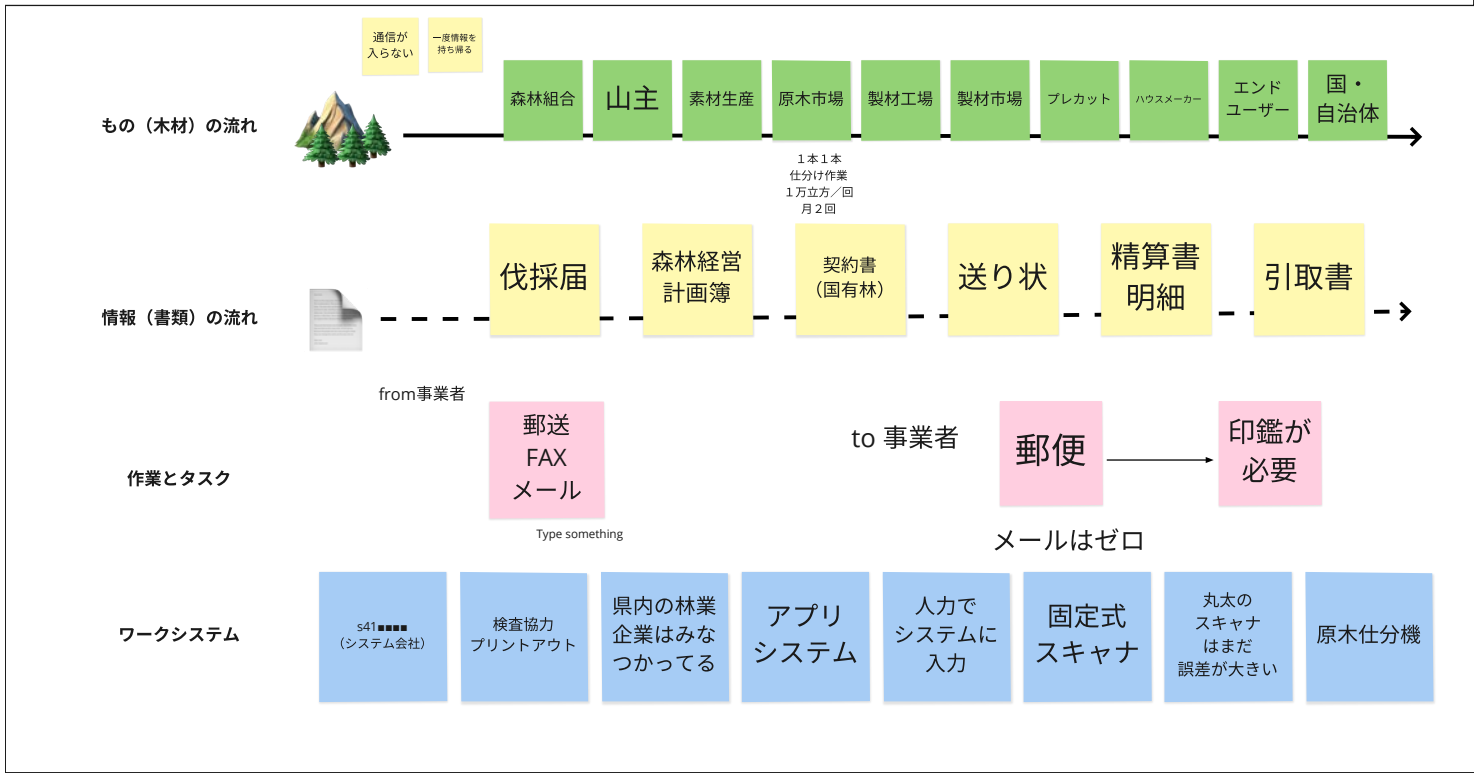 通信が
入らない
一度情報を
持ち帰る
もの（木材）の流れ
森林組合
山主
素材生産
原木市場
製材工場
製材市場
プレカット
ハウスメーカー
エンド
ユーザー
国・
自治体
１本１本
仕分け作業
１万立方／回
月２回
情報（書類）の流れ
伐採届
森林経営
計画簿
契約書
（国有林）
送り状
精算書
明細
引取書
作業とタスク
from事業者
郵送
FAX
メール
Type something
to 事業者
郵便
印鑑が
必要
メールはゼロ
ワークシステム
s41■■■■
（システム会社）
検査協力
プリントアウト
県内の林業
企業はみな
つかってる
アプリ
システム
人力で
システムに
入力
固定式
スキャナ
丸太の
スキャナ
はまだ
誤差が大きい
原木仕分機